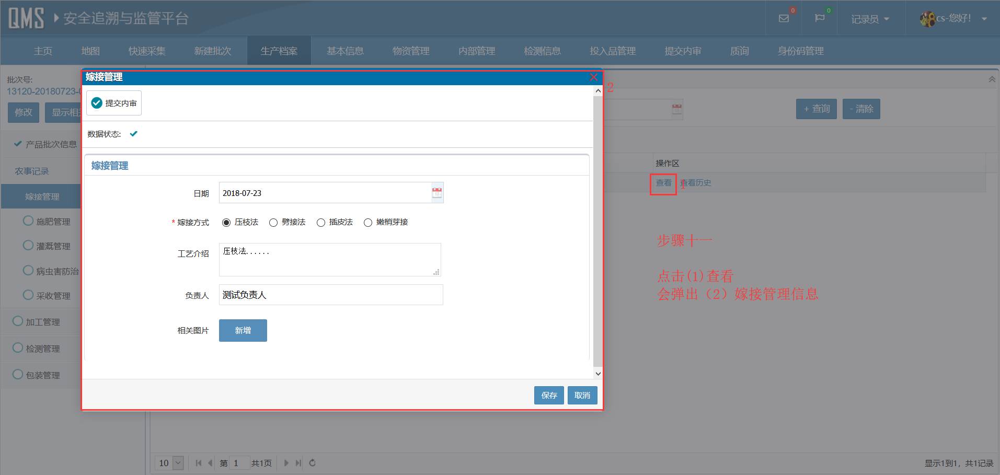 QMS 安全追溯与监管平台
0
0
记录员
cs-您好!
主页 地图 快速采集 新建批次 生产档案 基本信息 物资管理 内部管理 检测信息 投入品管理 提交内审 质询 身份码管理
批次号:
13120-20180723-
修改
显示相
产品批次信息
农事记录
嫁接管理
施肥管理
灌溉管理
病虫害防治
采收管理
加工管理
检测管理
包装管理
嫁接管理
2
提交内审
数据状态:
嫁接管理
日期 2018-07-23
* 嫁接方式 压枝法 劈接法 插皮法 嫩梢芽接
工艺介绍 压枝法......
负责人 测试负责人
相关图片 新增
保存 取消
+ 查询 - 清除
操作区
查看 1 查看历史
步骤十一
点击(1)查看
会弹出（2）嫁接管理信息
10 第 1 共1页
显示1到1，共1记录